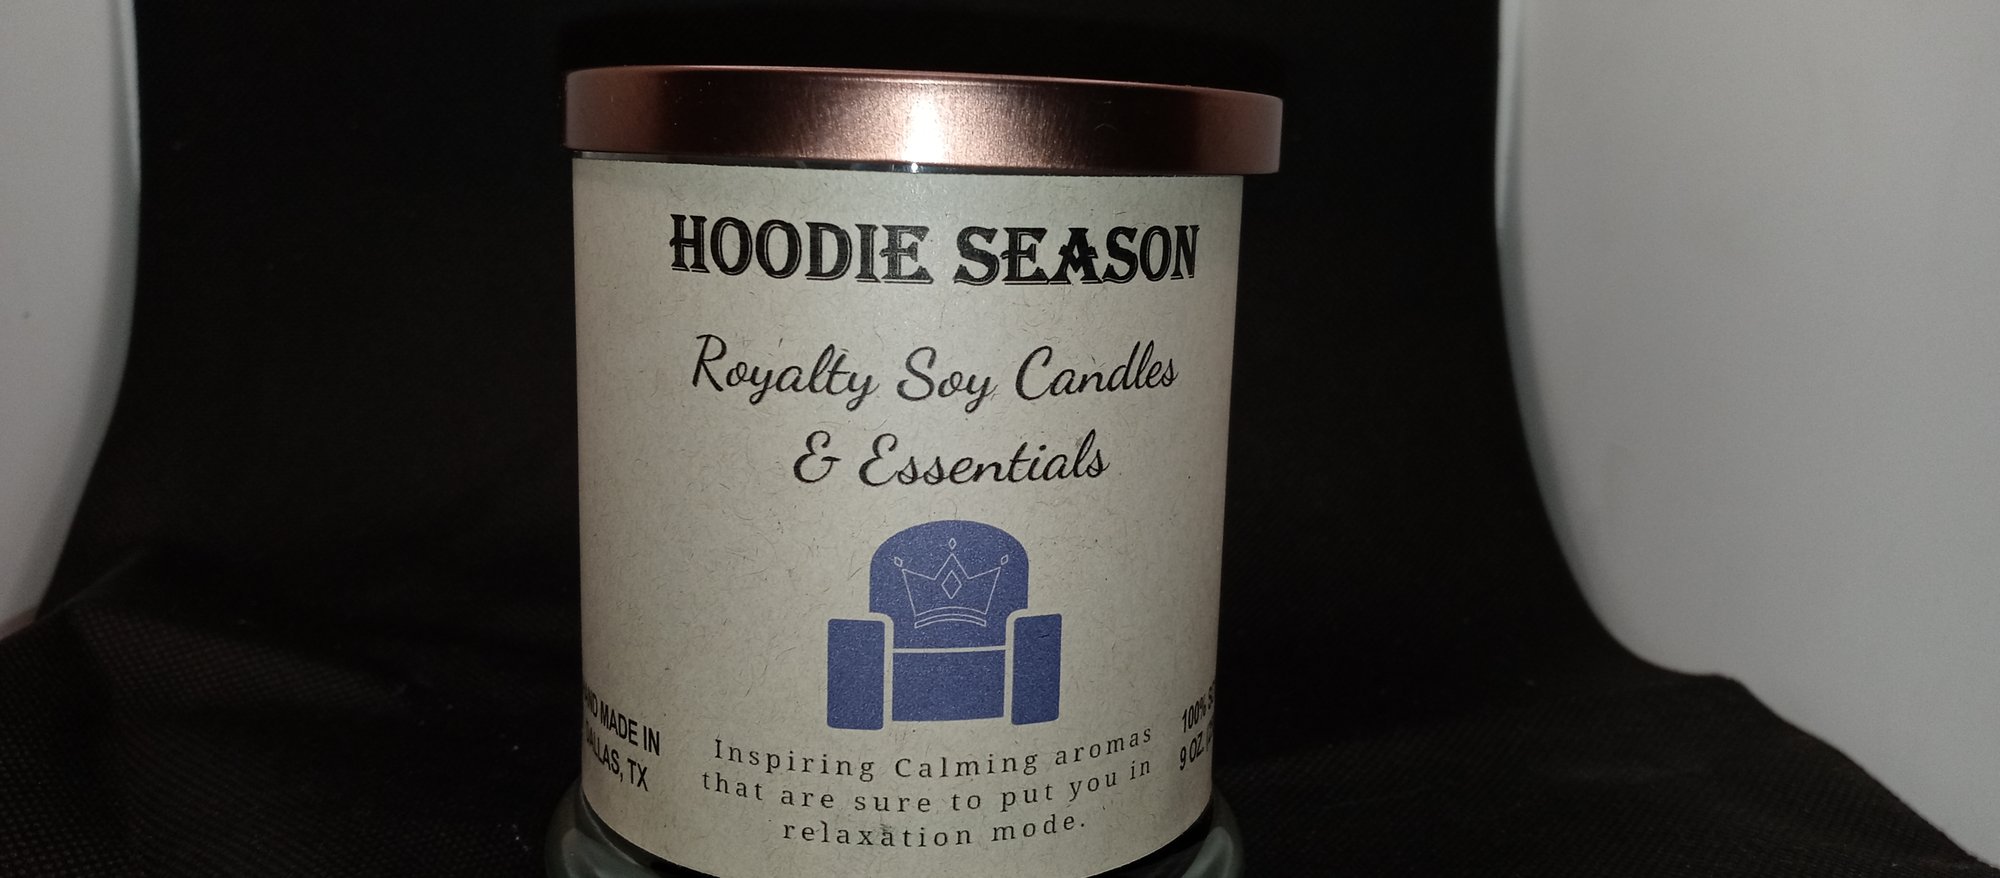 HOODIE SEASON
Royalty Soy Candles
& Essentials
MADE IN
DALLAS, TX
Inspiring Calming aromas
that are sure to put you in
relaxation mode.
100%
9 OZ.